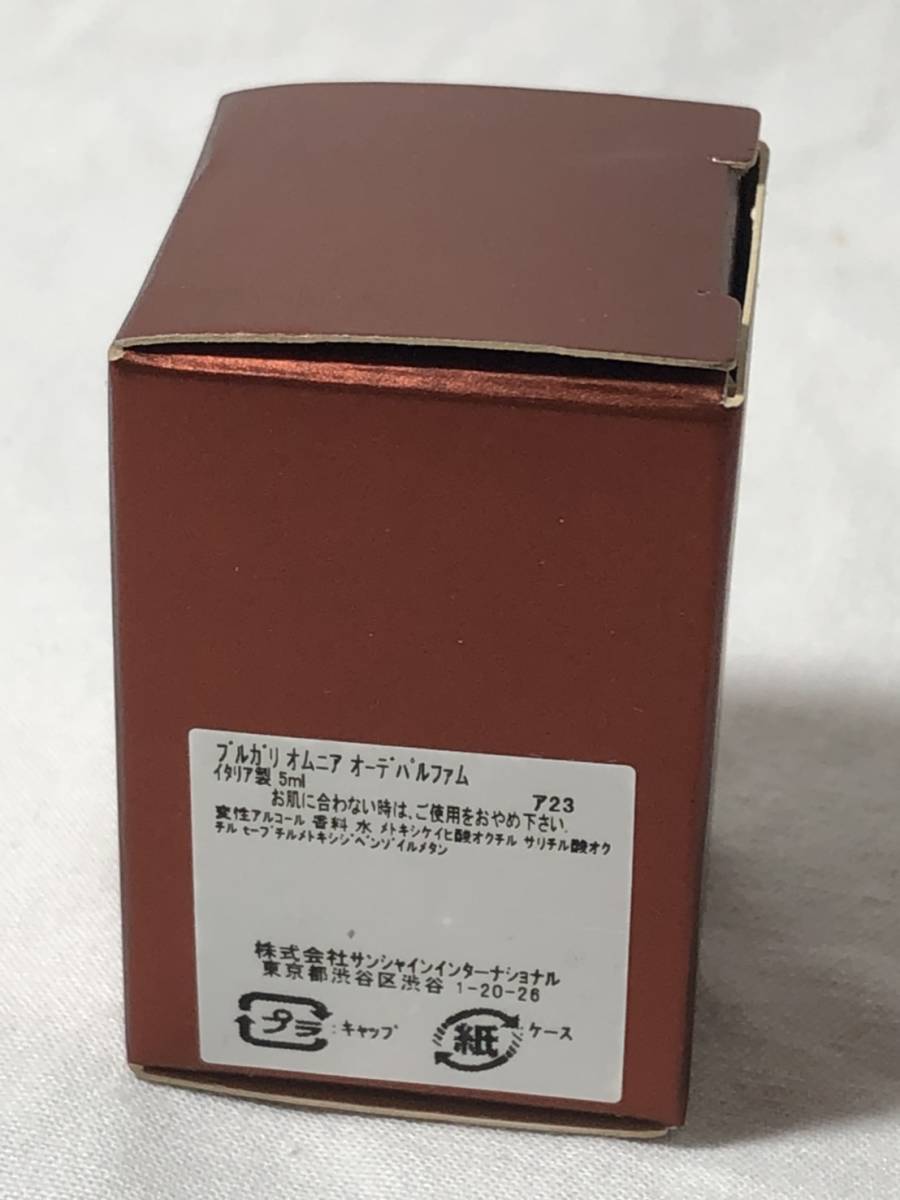 ブルガリ オムニア オーデパルファム
イタリア製 5ml ア23
お肌に合わない時は、ご使用をおやめ下さい.
変性アルコール 香料 水 メトキシケイヒ酸オクチル サリチル酸オク
チル t-ブチルメトキシジベンゾイルメタン
株式会社サンシャインインターナショナル
東京都渋谷区渋谷 1-20-26
プラ :キャップ 紙 :ケース